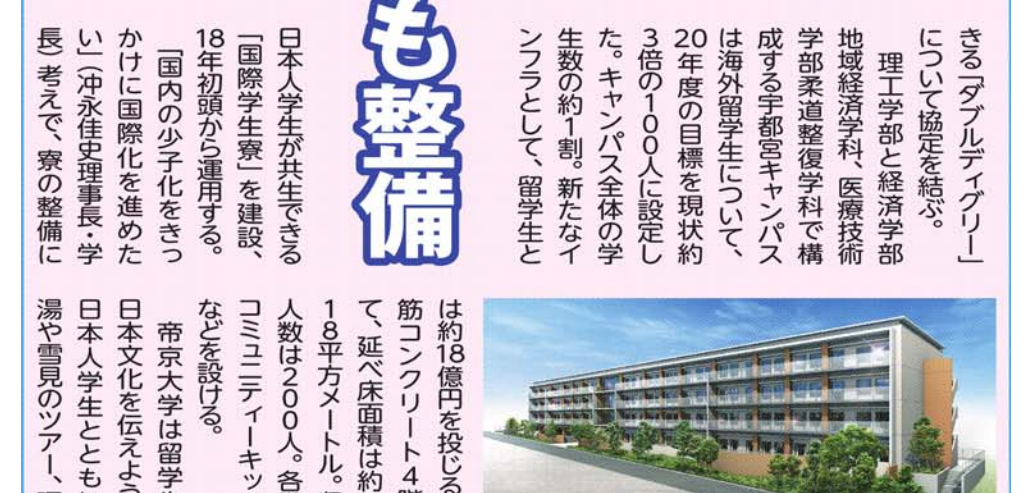 きる「ダブルディグリー」
について協定を結ぶ。
理工学部と経済学部
地域経済学科、医療技術
学部柔道整復学科で構
成する宇都宮キャンパス
は海外留学生について、
20年度の目標を現状約
3倍の100人に設定し
た。キャンパス全体の学
生数の約1割。新たなイ
ンフラとして、留学生と
も整備
日本人学生が共生できる
「国際学生寮」を建設、
18年初頭から運用する。
「国内の少子化をきっ
かけに国際化を進めた
い」(冲永佳史理事長・学
長)考えで、寮の整備に
は約18億円を投じる
筋コンクリート4階
て、延べ床面積は約
18平方メートル。
人数は200人。各
コミュニティーキッ
などを設ける。
帝京大学は留学生
日本文化を伝えよう
日本人学生ととも
湯や雪見のツアー、